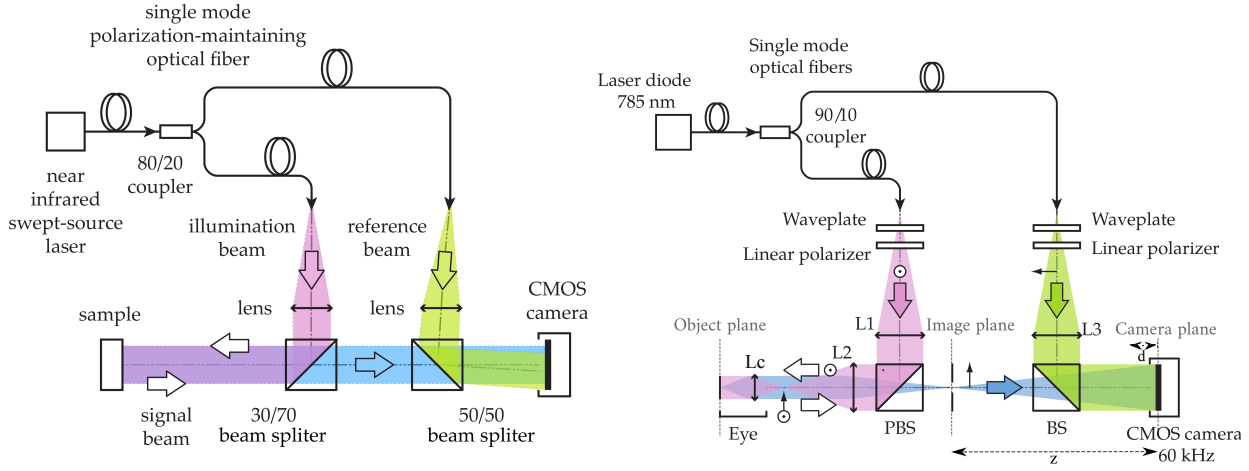 single mode
polarization-maintaining
optical fiber
80/20
coupler
near
infrared
swept-source
laser
illumination
beam
reference
beam
lens
lens
CMOS
camera
sample
signal
beam
30/70
beam spliter
50/50
beam spliter
Single mode
optical fibers
Laser diode
785 nm
90/10
coupler
Waveplate
Linear polarizer
Waveplate
Linear polarizer
Object plane
L1
Image plane
L3
Camera plane
d
Lc
L2
Eye
PBS
BS
CMOS camera
60 kHz
z